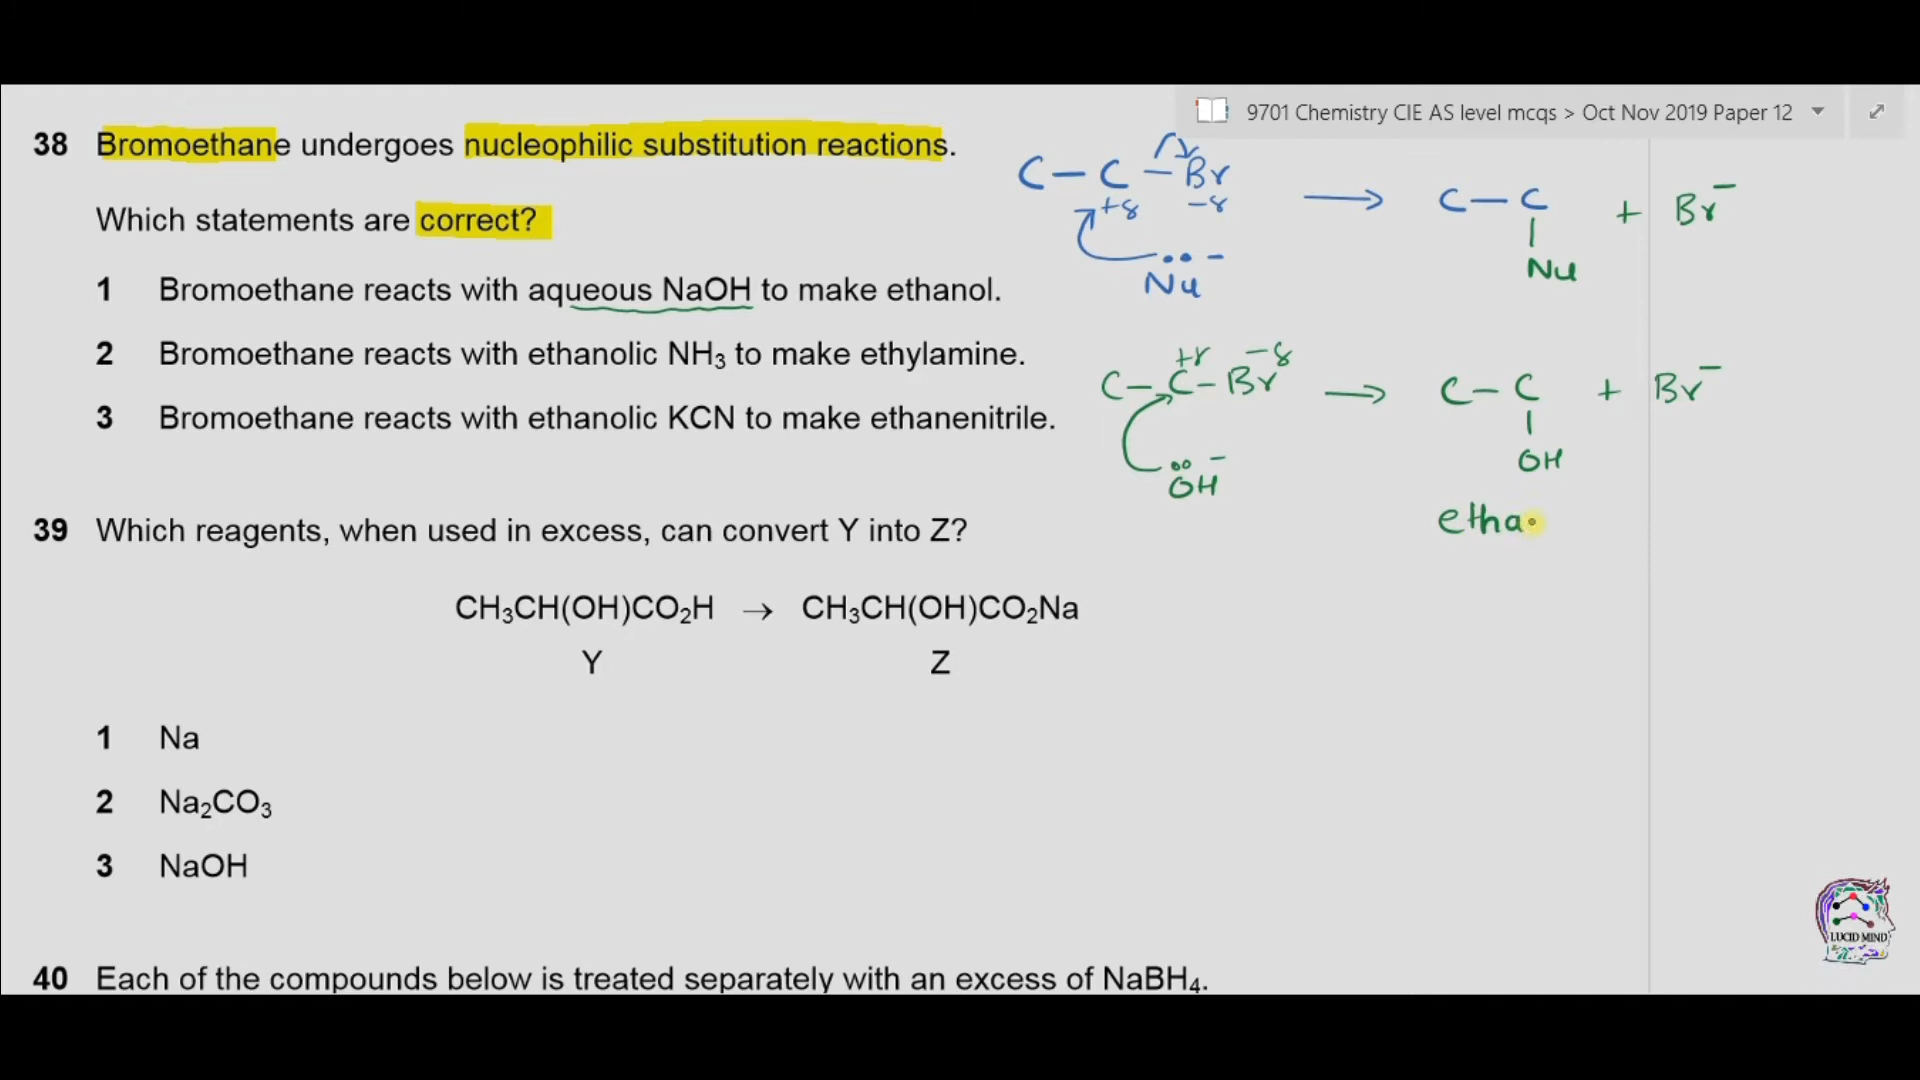 9701 Chemistry CIE AS level mcqs > Oct Nov 2019 Paper 12
38 Bromoethane undergoes nucleophilic substitution reactions.
Which statements are correct?
1 Bromoethane reacts with aqueous NaOH to make ethanol.
2 Bromoethane reacts with ethanolic NH₃ to make ethylamine.
3 Bromoethane reacts with ethanolic KCN to make ethanenitrile.
C – C – Br → C – C + Br⁻
+δ -δ
Nu
Nu⁻
+δ -δ
C – C – Br → C – C + Br⁻
OH
OH⁻
etha
39 Which reagents, when used in excess, can convert Y into Z?
CH₃CH(OH)CO₂H → CH₃CH(OH)CO₂Na
Y Z
1 Na
2 Na₂CO₃
3 NaOH
LUCID MIND
40 Each of the compounds below is treated separately with an excess of NaBH₄.